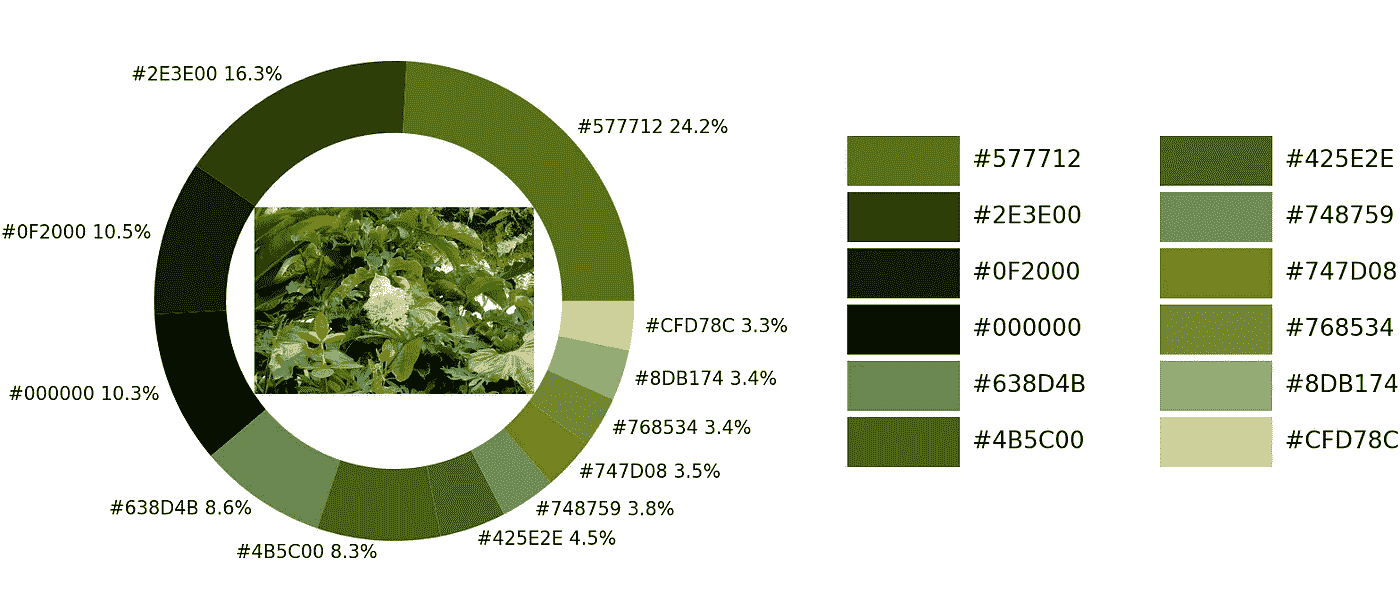 #2E3E00 16.3%
#577712 24.2%
#0F2000 10.5%
#CFD78C 3.3%
#8DB174 3.4%
#000000 10.3%
#768534 3.4%
#747D08 3.5%
#638D4B 8.6%
#748759 3.8%
#425E2E 4.5%
#4B5C00 8.3%
#577712
#2E3E00
#0F2000
#000000
#638D4B
#4B5C00
#425E2E
#748759
#747D08
#768534
#8DB174
#CFD78C